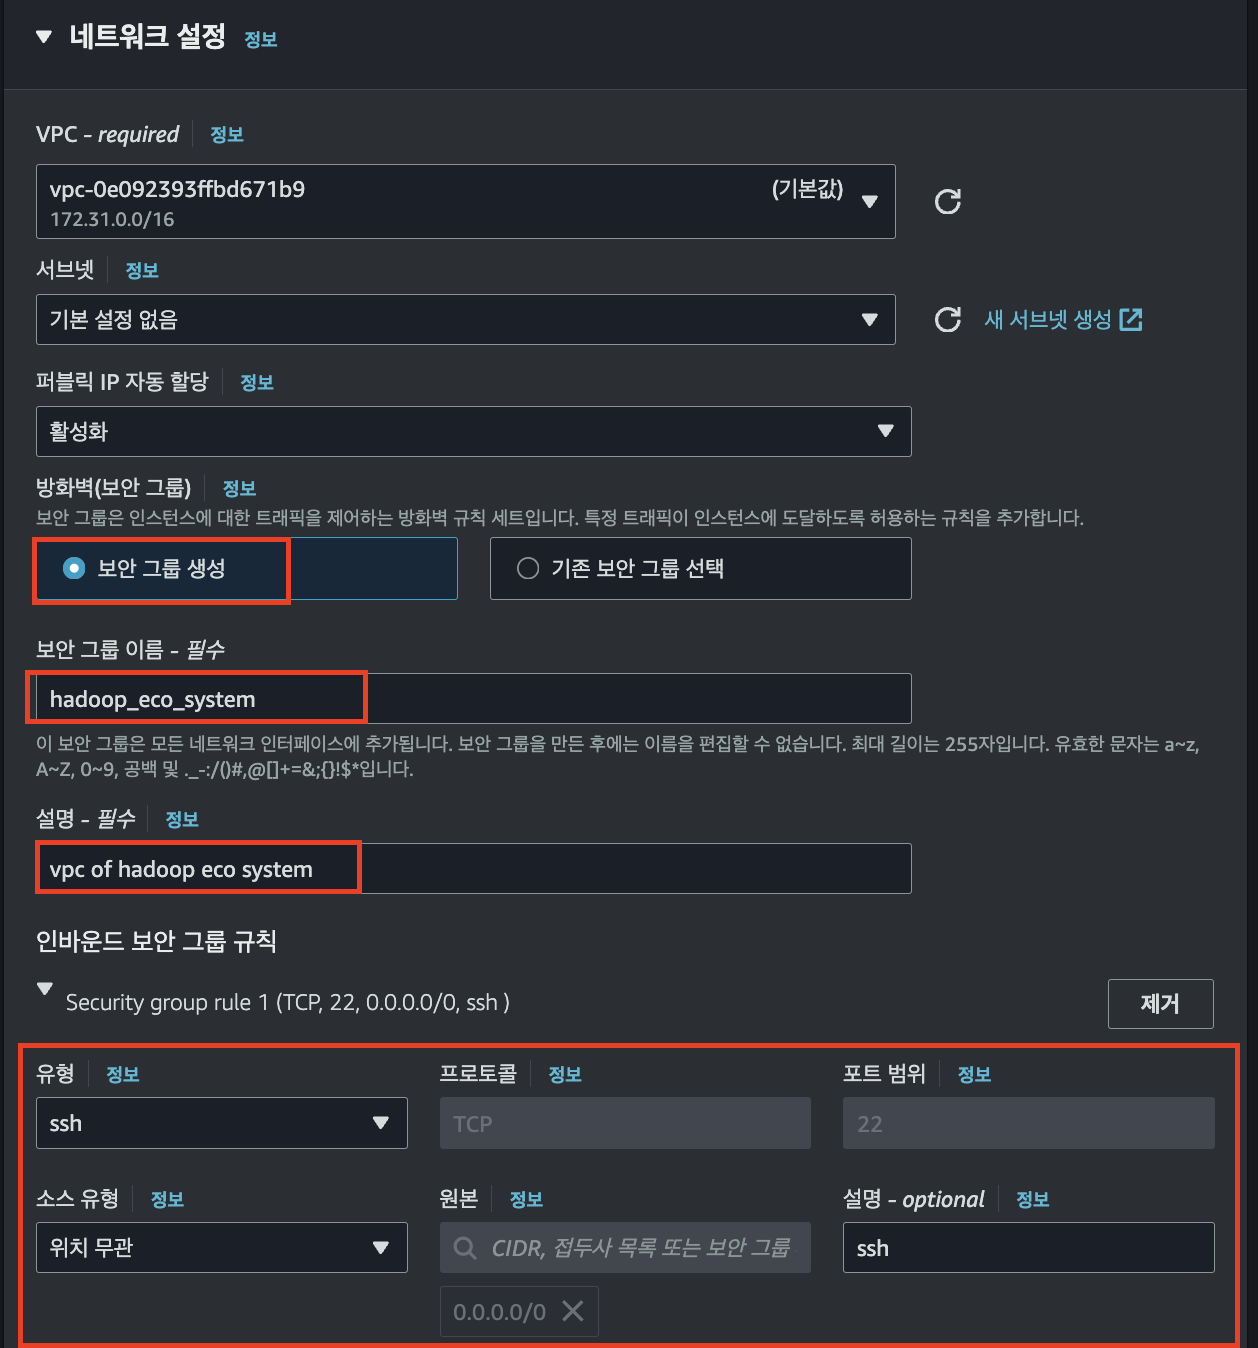 네트워크 설정 정보
VPC - required 정보
vpc-0e092393ffbd671b9 (기본값)
172.31.0.0/16
서브넷 정보
기본 설정 없음
새 서브넷 생성
퍼블릭 IP 자동 할당 정보
활성화
방화벽(보안 그룹) 정보
보안 그룹은 인스턴스에 대한 트래픽을 제어하는 방화벽 규칙 세트입니다. 특정 트래픽이 인스턴스에 도달하도록 허용하는 규칙을 추가합니다.
보안 그룹 생성 기존 보안 그룹 선택
보안 그룹 이름 - 필수
hadoop_eco_system
이 보안 그룹은 모든 네트워크 인터페이스에 추가됩니다. 보안 그룹을 만든 후에는 이름을 편집할 수 없습니다. 최대 길이는 255자입니다. 유효한 문자는 a~z,
A~Z, 0~9, 공백 및 ._-:/()#,@[]+=&;{}!$*입니다.
설명 - 필수 정보
vpc of hadoop eco system
인바운드 보안 그룹 규칙
Security group rule 1 (TCP, 22, 0.0.0.0/0, ssh ) 제거
유형 정보 프로토콜 정보 포트 범위 정보
ssh TCP 22
소스 유형 정보 원본 정보 설명 - optional 정보
위치 무관 CIDR, 접두사 목록 또는 보안 그룹 ssh
0.0.0.0/0